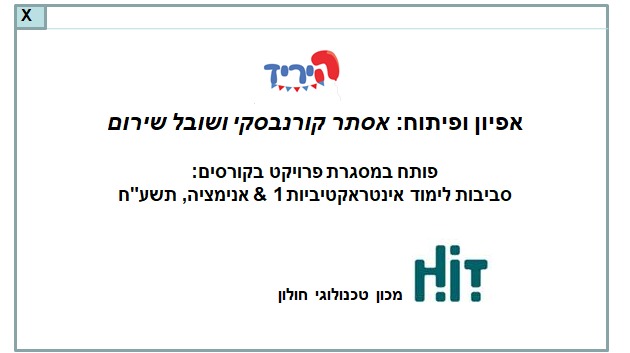 X
היריד
אפיון ופיתוח: אסתר קורנבסקי ושובל שירום
פותח במסגרת פרויקט בקורסים:
סביבות לימוד אינטראקטיביות 1 & אנימציה, תשע"ח
HiT
מכון טכנולוגי חולון